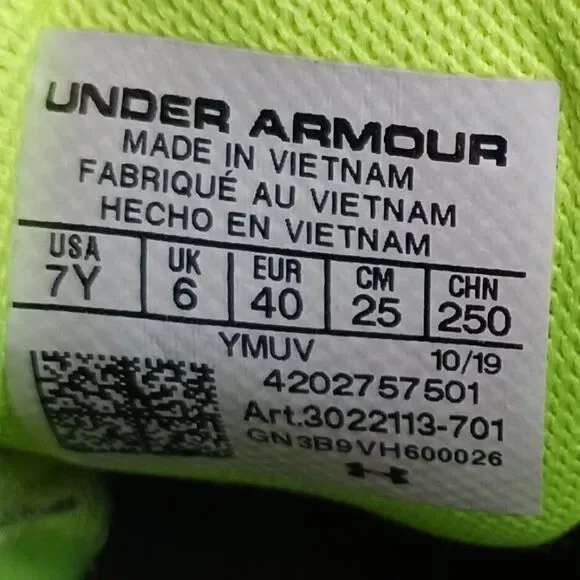 UNDER ARMOUR
MADE IN VIETNAM
FABRIQUÉ AU VIETNAM
HECHO EN VIETNAM
USA UK EUR CM CHN
7Y 6 40 25 250
YMUV 10/19
4202757501
Art.3022113-701
GN3B9VH600026